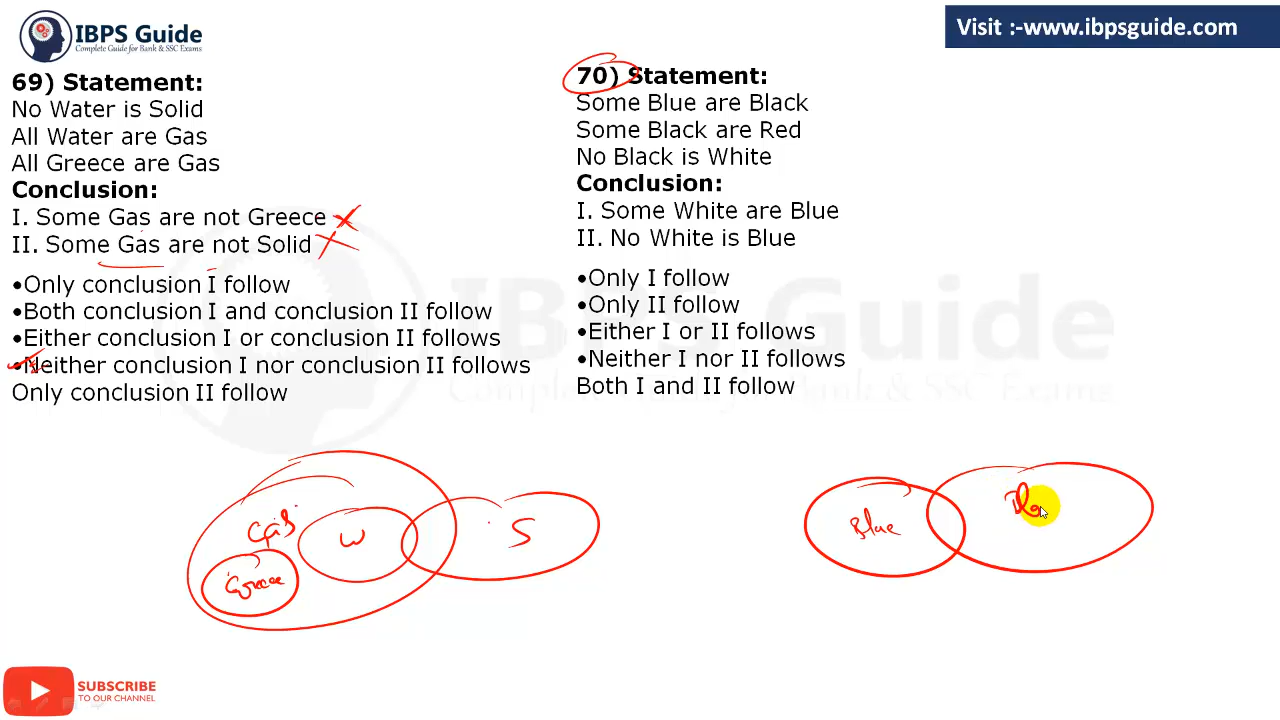 IBPS Guide
Complete Guide for Bank & SSC Exams
Visit :-www.ibpsguide.com
69) Statement:
No Water is Solid
All Water are Gas
All Greece are Gas
Conclusion:
I. Some Gas are not Greece
II. Some Gas are not Solid
•Only conclusion I follow
•Both conclusion I and conclusion II follow
•Either conclusion I or conclusion II follows
•Neither conclusion I nor conclusion II follows
Only conclusion II follow
70) Statement:
Some Blue are Black
Some Black are Red
No Black is White
Conclusion:
I. Some White are Blue
II. No White is Blue
•Only I follow
•Only II follow
•Either I or II follows
•Neither I nor II follows
Both I and II follow
IBPS Guide
Gas
W
S
Greece
Blue
SUBSCRIBE
TO OUR CHANNEL